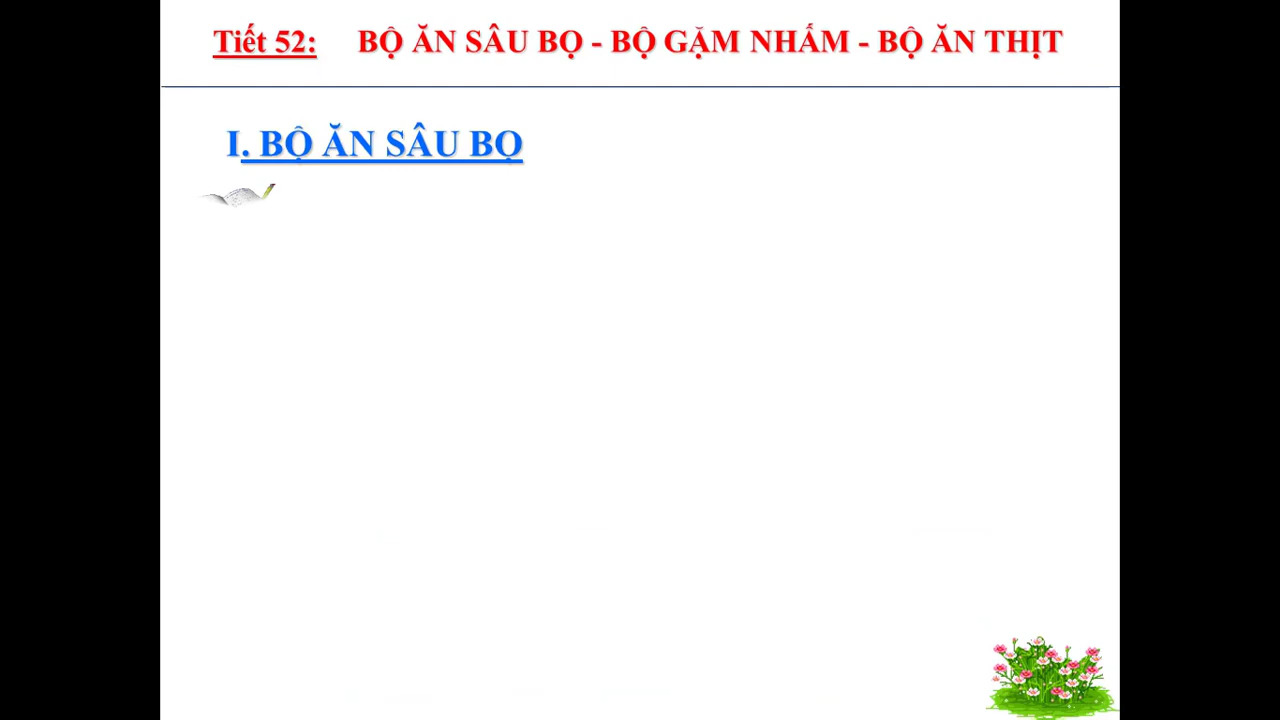 Tiết 52: BỘ ĂN SÂU BỌ - BỘ GẶM NHẤM - BỘ ĂN THỊT
I. BỘ ĂN SÂU BỌ